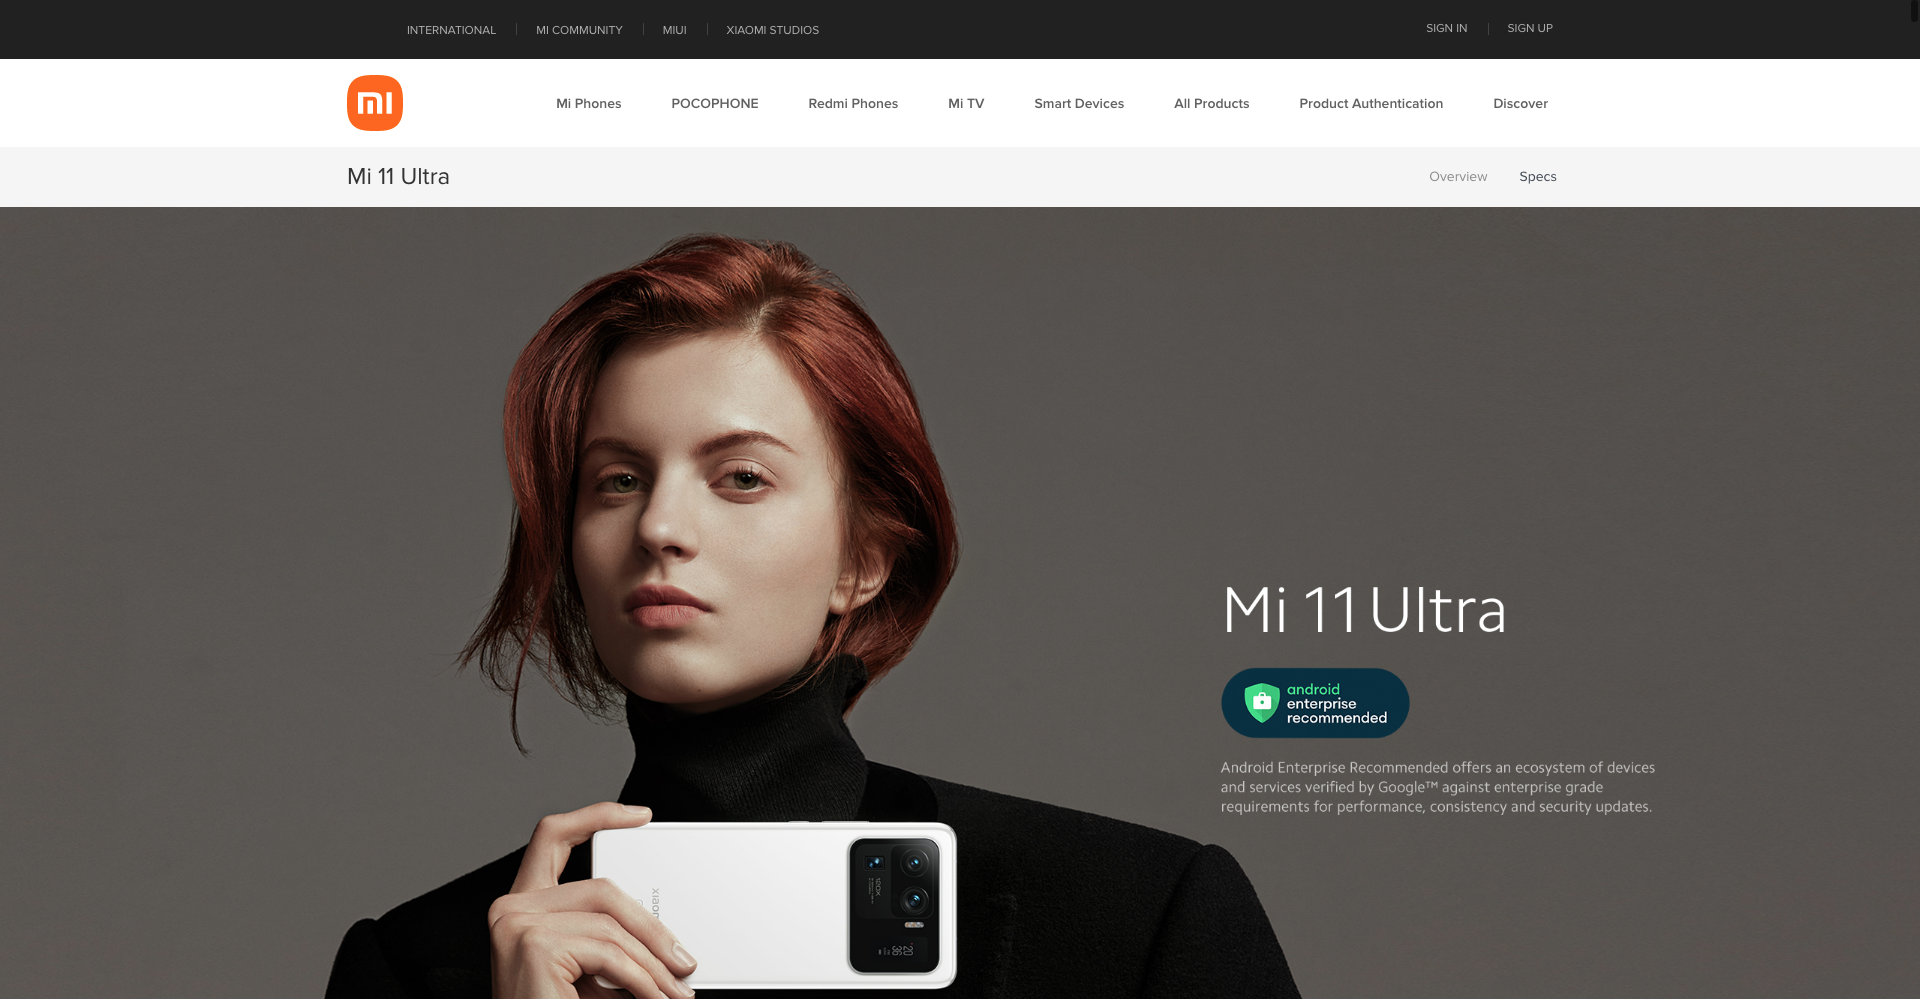 INTERNATIONAL MI COMMUNITY MIUI XIAOMI STUDIOS SIGN IN SIGN UP
mi Mi Phones POCOPHONE Redmi Phones Mi TV Smart Devices All Products Product Authentication Discover
Mi 11 Ultra Overview Specs
Mi 11 Ultra
android
enterprise
recommended
Android Enterprise Recommended offers an ecosystem of devices
and services verified by Google™ against enterprise grade
requirements for performance, consistency and security updates.
120X